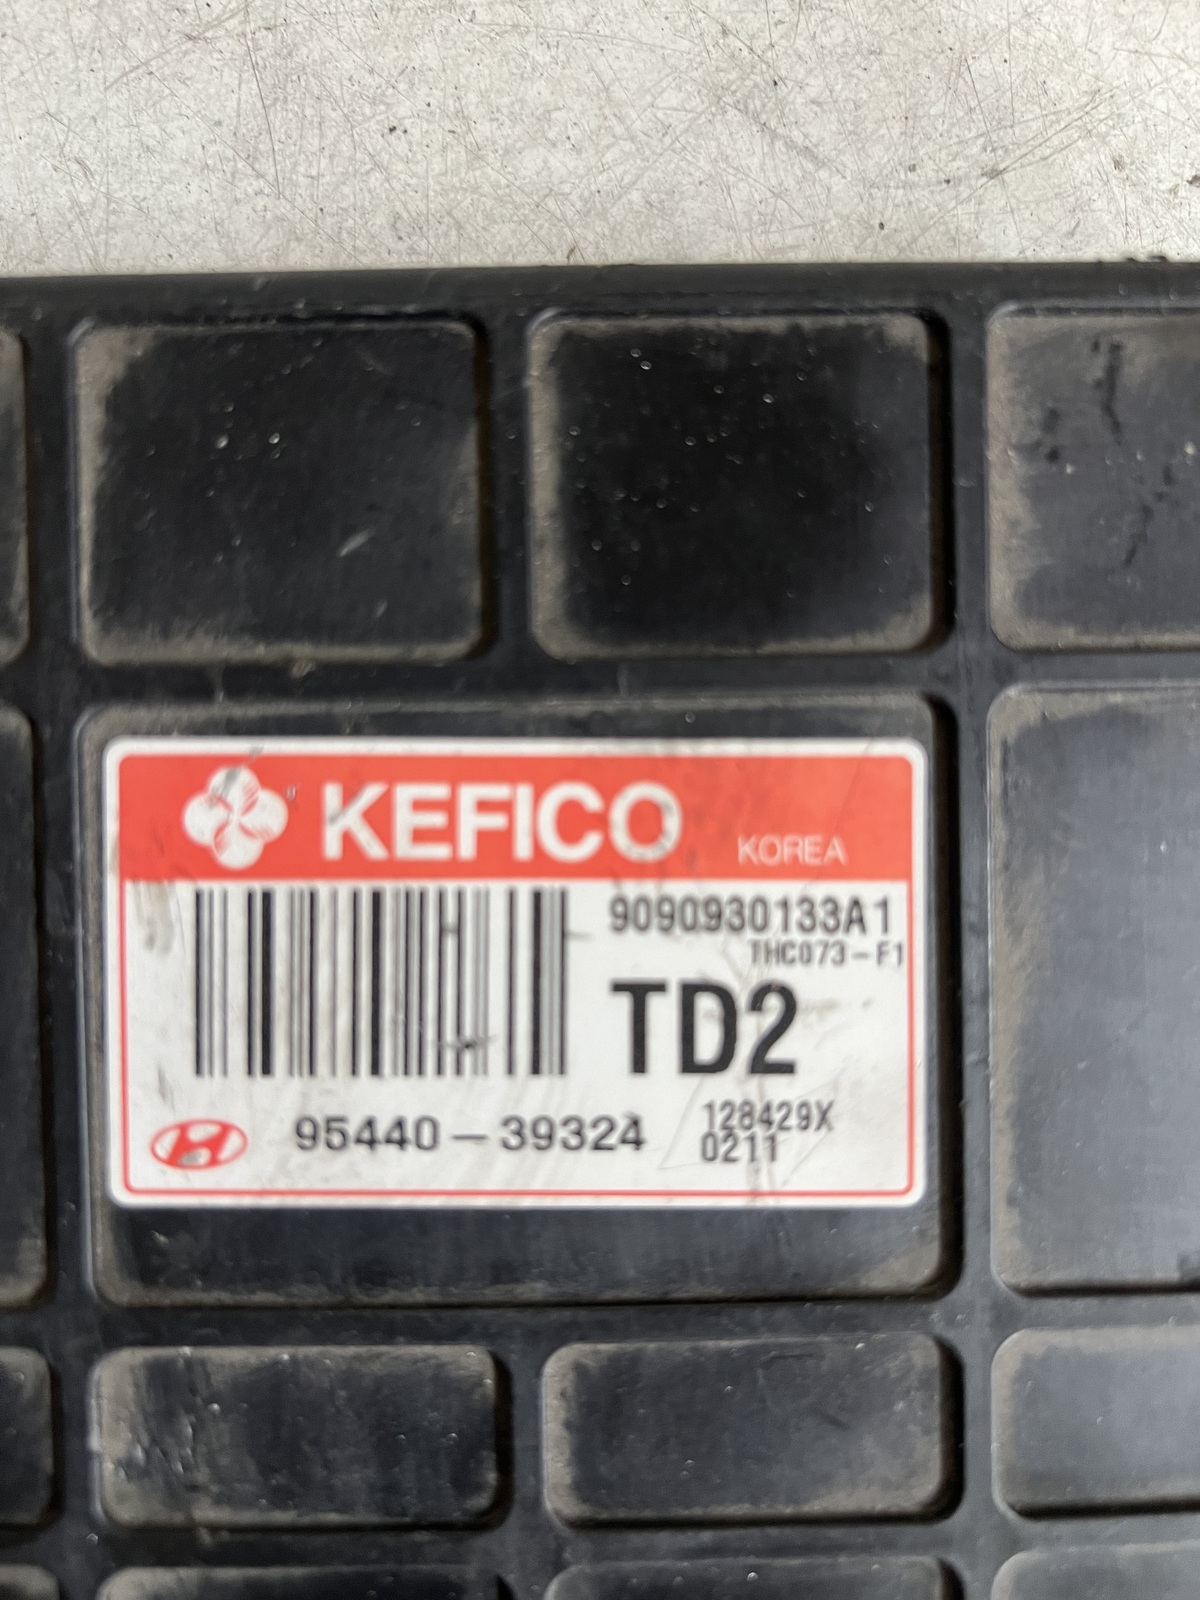 KEFICO KOREA
9090930133A1
THC073-F1
TD2
95440-39324
128429X
0211